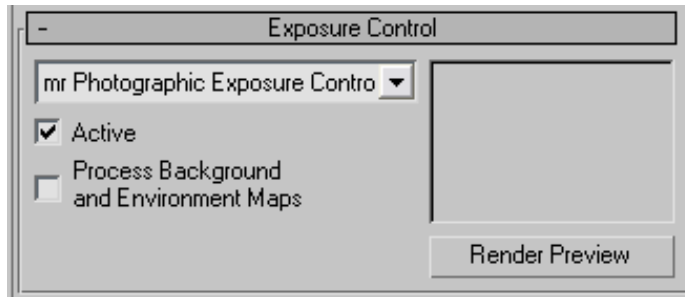 - Exposure Control
mr Photographic Exposure Contro
Active
Process Background
and Environment Maps
Render Preview